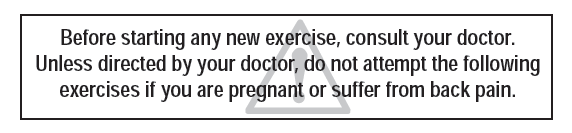 Before starting any new exercise, consult your doctor.
Unless directed by your doctor, do not attempt the following
exercises if you are pregnant or suffer from back pain.